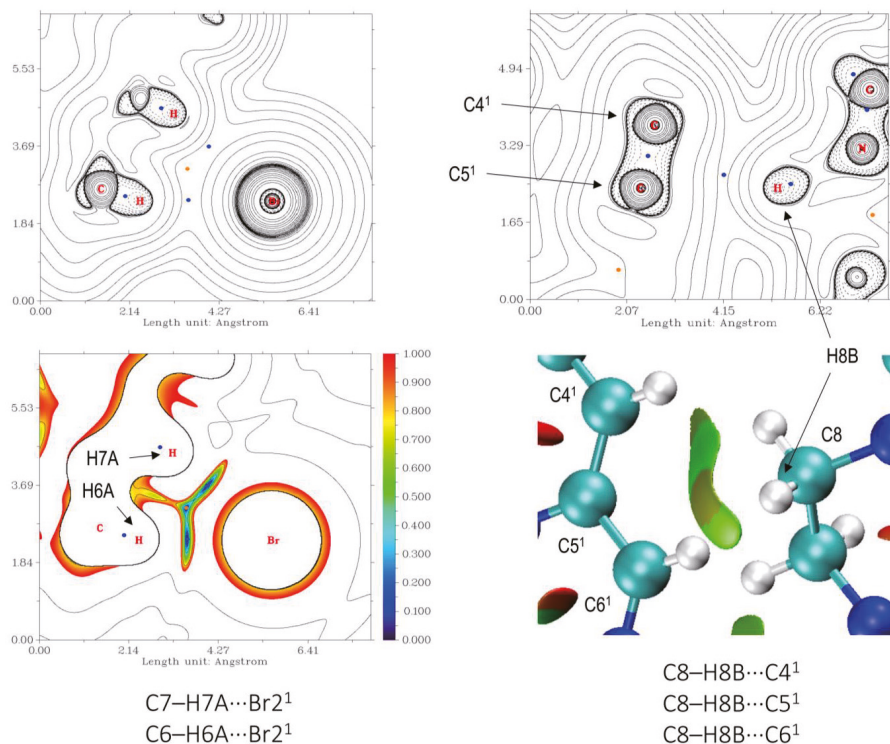 5.53
3.69
1.84
0.00
0.00 2.14 4.27 6.41
Length unit: Angstrom
H
C
H
Br
4.94
3.29
1.65
0.00
0.00 2.07 4.15 6.22
Length unit: Angstrom
C4¹
C5¹
C
N
H
H8B
5.53
3.69
1.84
0.00
0.00 2.14 4.27 6.41
Length unit: Angstrom
H7A
H6A
H
C
H
Br
1.000
0.900
0.800
0.700
0.600
0.500
0.400
0.300
0.200
0.100
0.000
C4¹
C5¹
C6¹
C8
C7–H7A···Br2¹
C6–H6A···Br2¹
C8–H8B···C4¹
C8–H8B···C5¹
C8–H8B···C6¹